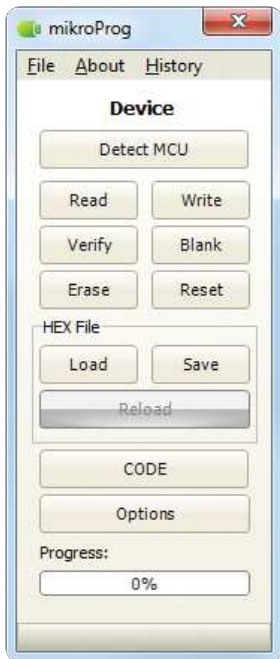 mikroProg
File About History
Device
Detect MCU
Read Write
Verify Blank
Erase Reset
HEX File
Load Save
Reload
CODE
Options
Progress:
0%